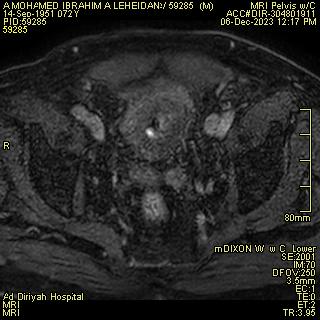 A MOHAMED IBRAHIM A LEHEIDAN:/ 59285 (M)
14-Sep-1951 072Y
PID:59285
59285
MRI Pelvis w/C
ACC#DIR-304801911
06-Dec-2023 12:17 PM
R
80mm
mDIXON W w C Lower
SE:2001
IM:70
DFOV:250
3.5mm
EC:1
TE:0
ET:2
TR:3.95
Ad Diriyah Hospital
MRI
MRI